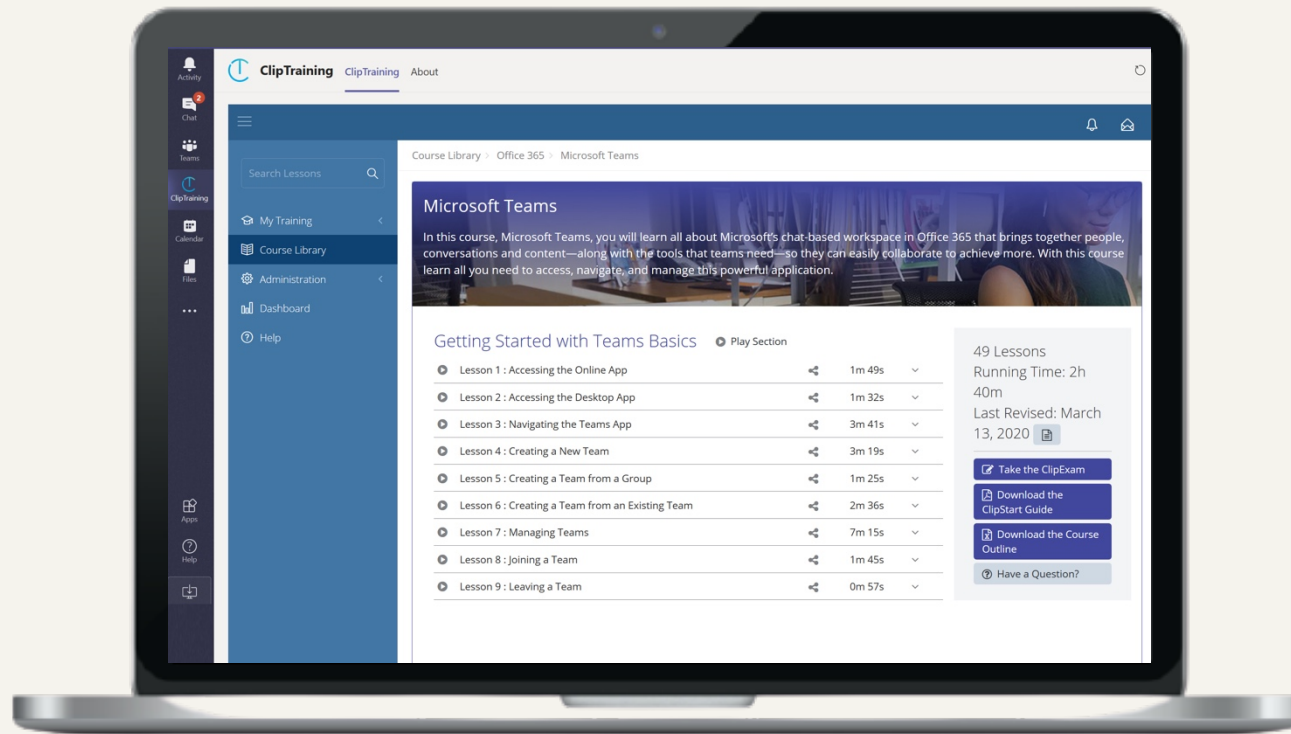 Activity
2
Chat
Teams
ClipTraining
Calendar
Files
Apps
Help
ClipTraining ClipTraining About
Search Lessons
My Training
Course Library
Administration
Dashboard
Help
Course Library > Office 365 > Microsoft Teams
Microsoft Teams
In this course, Microsoft Teams, you will learn all about Microsoft's chat-based workspace in Office 365 that brings together people,
conversations and content—along with the tools that teams need—so they can easily collaborate to achieve more. With this course
learn all you need to access, navigate, and manage this powerful application.
Getting Started with Teams Basics Play Section
Lesson 1 : Accessing the Online App 1m 49s
Lesson 2 : Accessing the Desktop App 1m 32s
Lesson 3 : Navigating the Teams App 3m 41s
Lesson 4 : Creating a New Team 3m 19s
Lesson 5 : Creating a Team from a Group 1m 25s
Lesson 6 : Creating a Team from an Existing Team 2m 36s
Lesson 7 : Managing Teams 7m 15s
Lesson 8 : Joining a Team 1m 45s
Lesson 9 : Leaving a Team 0m 57s
49 Lessons
Running Time: 2h
40m
Last Revised: March
13, 2020
Take the ClipExam
Download the
ClipStart Guide
Download the Course
Outline
Have a Question?